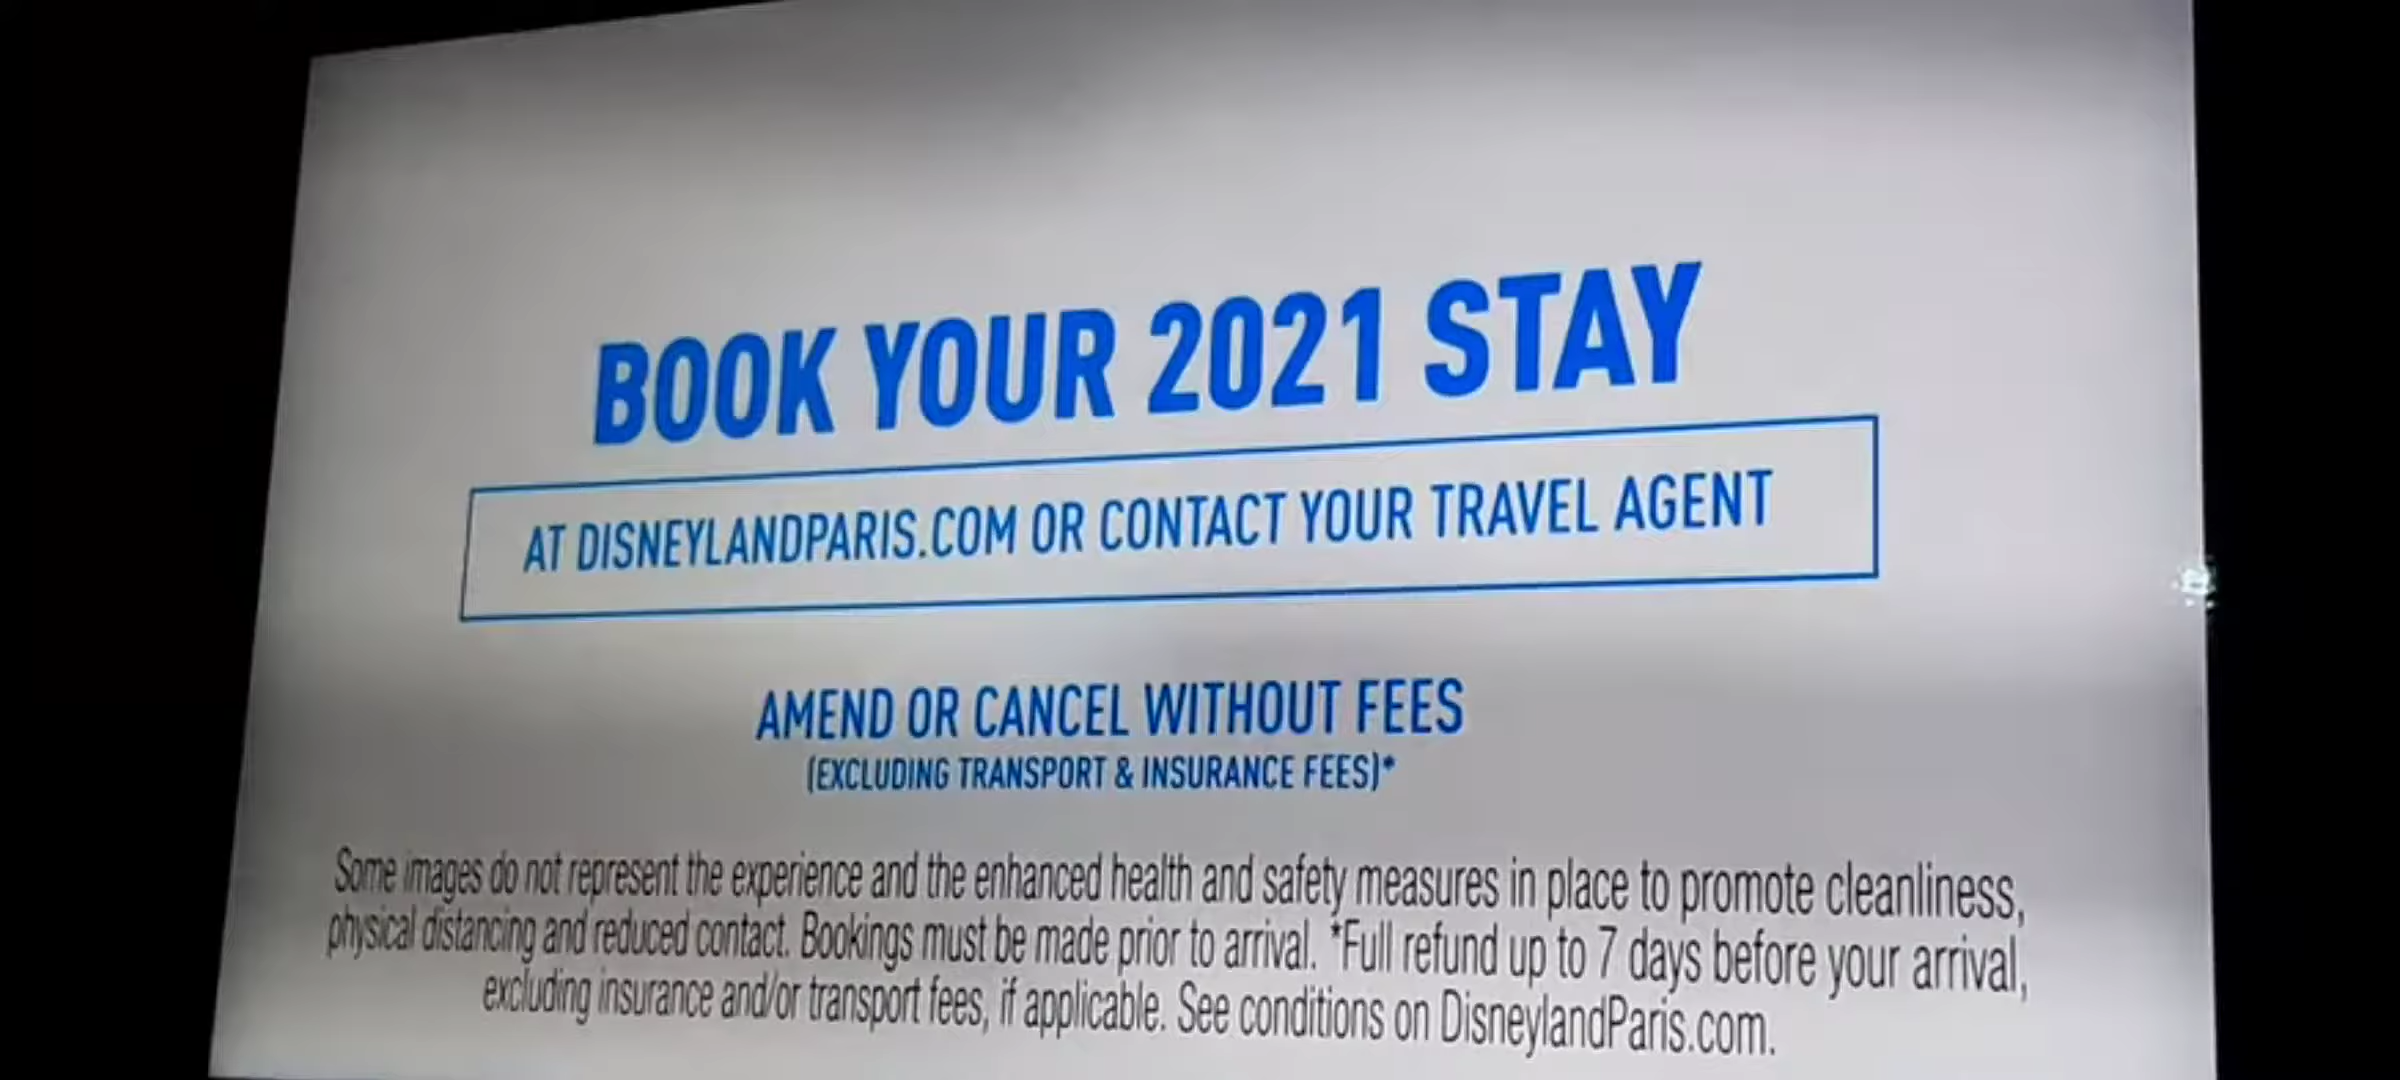 BOOK YOUR 2021 STAY
AT DISNEYLANDPARIS.COM OR CONTACT YOUR TRAVEL AGENT
AMEND OR CANCEL WITHOUT FEES
(EXCLUDING TRANSPORT & INSURANCE FEES)*
Some images do not represent the experience and the enhanced health and safety measures in place to promote cleanliness,
physical distancing and reduced contact. Bookings must be made prior to arrival. *Full refund up to 7 days before your arrival,
excluding insurance and/or transport fees, if applicable. See conditions on DisneylandParis.com.